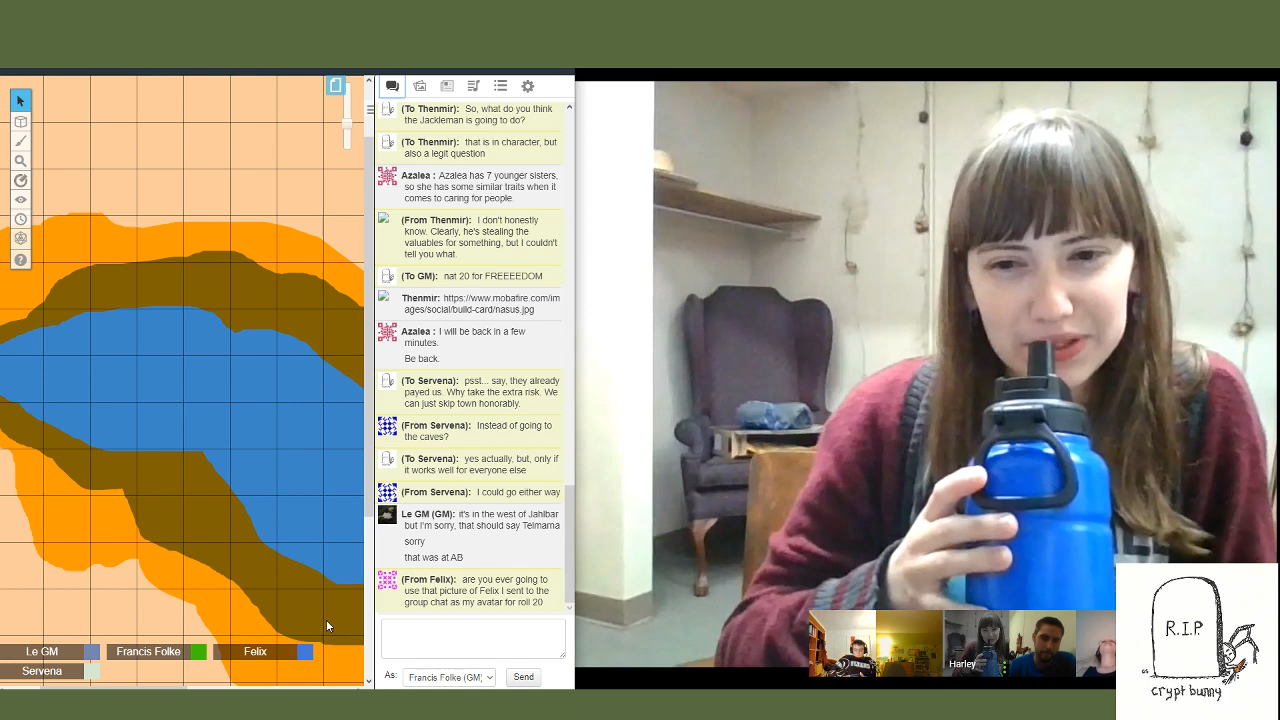 (To Thenmir): So, what do you think
the Jackleman is going to do?
(To Thenmir): that is in character, but
also a legit question
Azalea : Azalea has 7 younger sisters,
so she has some similar traits when it
comes to caring for people.
(From Thenmir): I don't honestly
know. Clearly, he's stealing the
valuables for something, but I couldn't
tell you what.
(To GM): nat 20 for FREEEEDOM
Thenmir: https://www.mobafire.com/im
ages/social/build-card/nasus.jpg
Azalea : I will be back in a few
minutes.
Be back.
(To Servena): psst... say, they already
payed us. Why take the extra risk. We
can just skip town honorably.
(From Servena): Instead of going to
the caves?
(To Servena): yes actually, but, only if
it works well for everyone else
(From Servena): I could go either way
Le GM (GM): it's in the west of Jahlbar
but I'm sorry, that should say Telmama
sorry
that was at AB
(From Felix): are you ever going to
use that picture of Felix I sent to the
group chat as my avatar for roll 20
As: Francis Folke (GM) Send
Le GM Francis Folke Felix
Servena
Harley
R.I.P.
crypt bunny